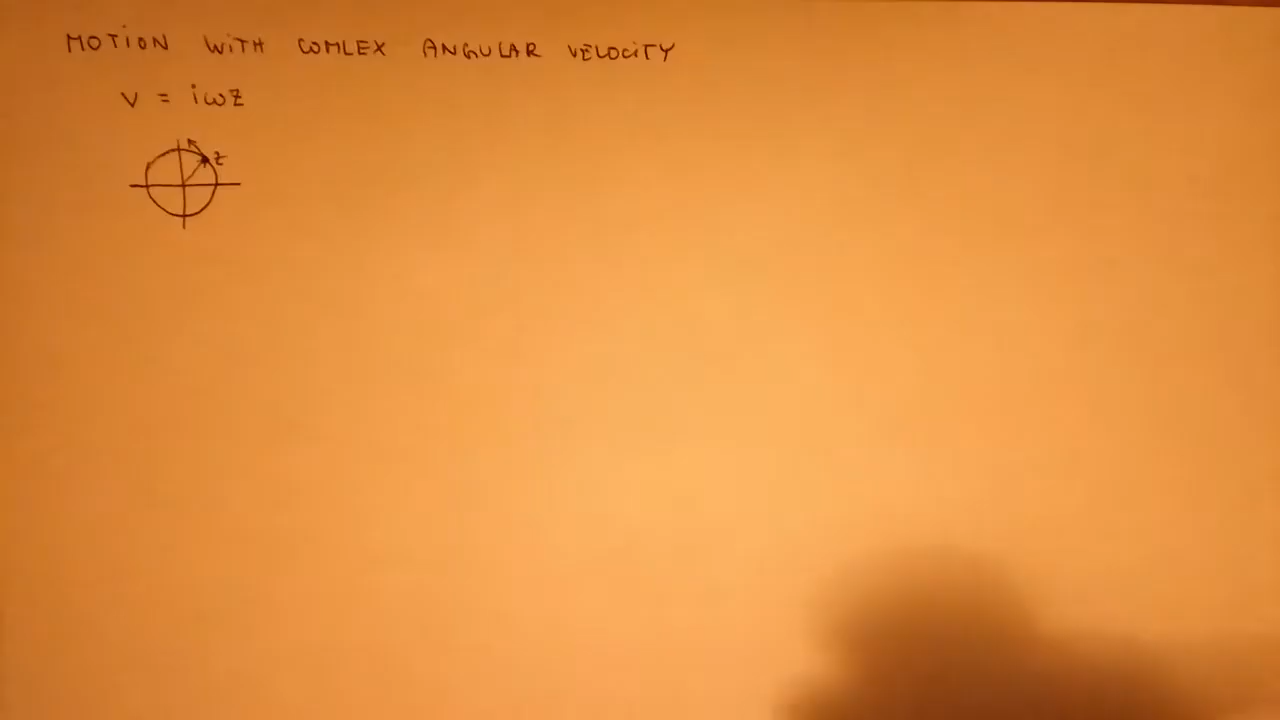 MOTION WITH COMLEX ANGULAR VELOCITY
v = iωz
z